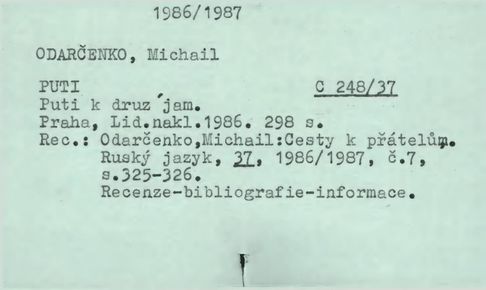 1986/1987
ODARČENKO, Michail
PUTI C 248/37
Puti k druz´jam.
Praha, Lid.nakl.1986. 298 s.
Rec.: Odarčenko,Michail:Cesty k přátelům.
Ruský jazyk, 37, 1986/1987, č.7,
s.325-326.
Recenze-bibliografie-informace.